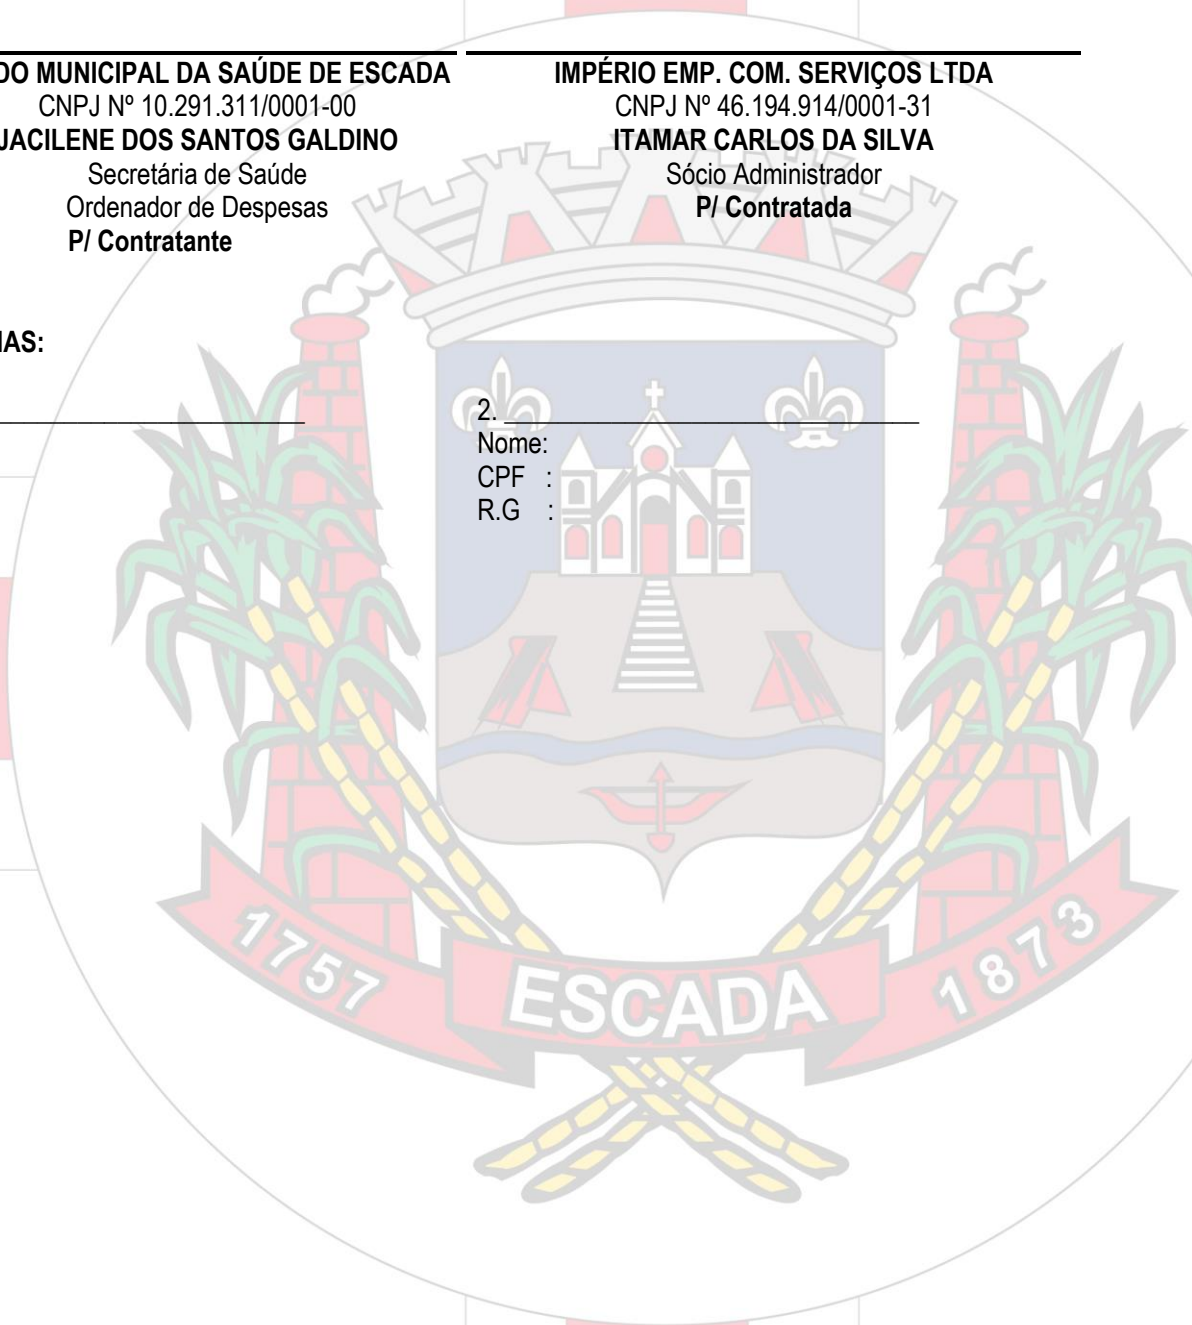 DO MUNICIPAL DA SAÚDE DE ESCADA
CNPJ Nº 10.291.311/0001-00
JACILENE DOS SANTOS GALDINO
Secretária de Saúde
Ordenador de Despesas
P/ Contratante
IMPÉRIO EMP. COM. SERVIÇOS LTDA
CNPJ Nº 46.194.914/0001-31
ITAMAR CARLOS DA SILVA
Sócio Administrador
P/ Contratada
HAS:
2. ______________________________
Nome:
CPF :
R.G :
1757
ESCADA
1873